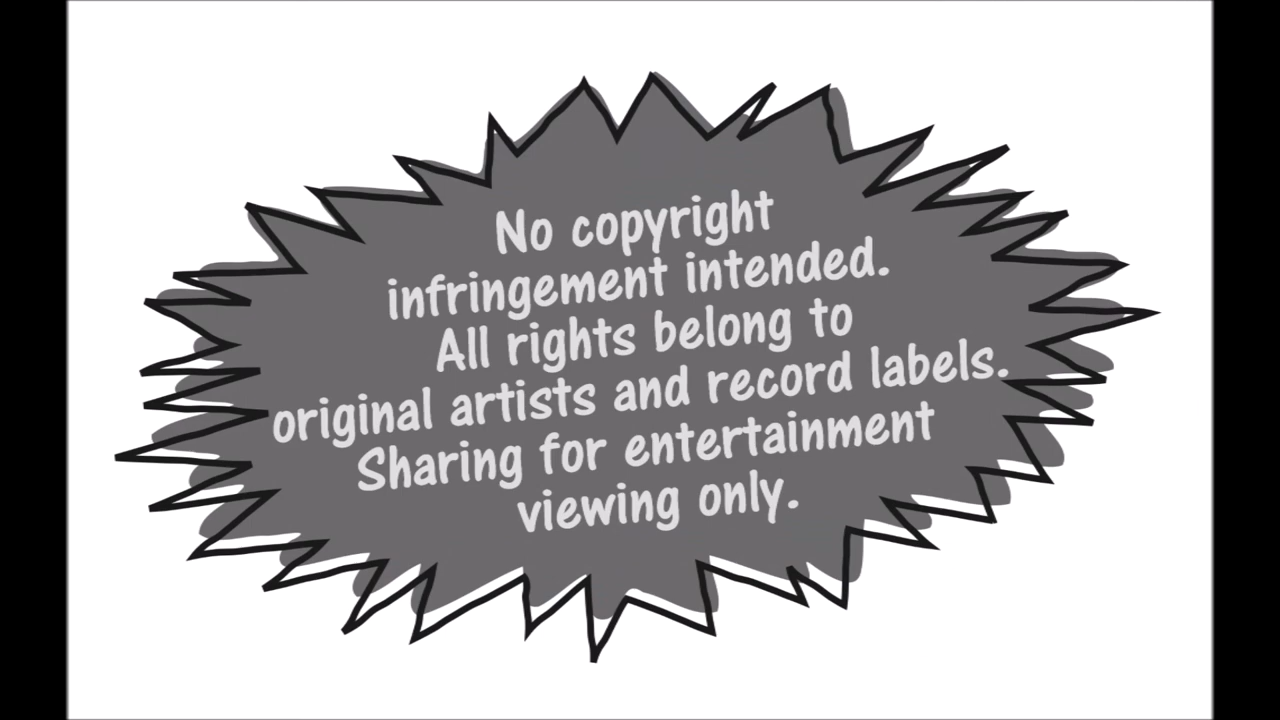 No copyright
infringement intended.
All rights belong to
original artists and record labels.
Sharing for entertainment
viewing only.